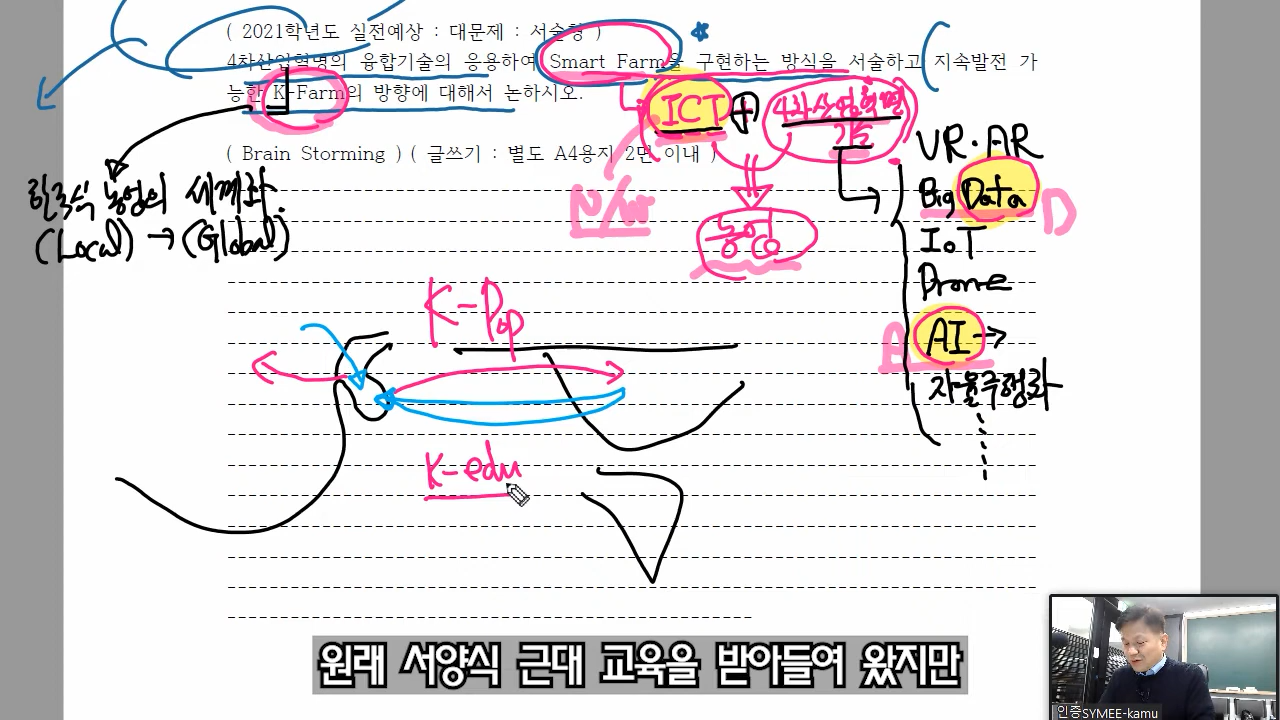 ( 2021학년도 실전예상 : 대문제 : 서술형 )
4차산업혁명의 융합기술의 응용하여 Smart Farm을 구현하는 방식을 서술하고 지속발전 가
능한 K-Farm의 방향에 대해서 논하시오.
( Brain Storming ) ( 글쓰기 : 별도 A4용지 2면 이내 )
ICT + 4차산업혁명
기술
융합
N/W
VR·AR
Big Data D
IoT
Drone
A AI →
자율주행차
한국식 농업의 세계화.
(Local) → (Global)
K-Pop
K-edu
원래 서양식 근대 교육을 받아들여 왔지만
인증SYMEE-kamu